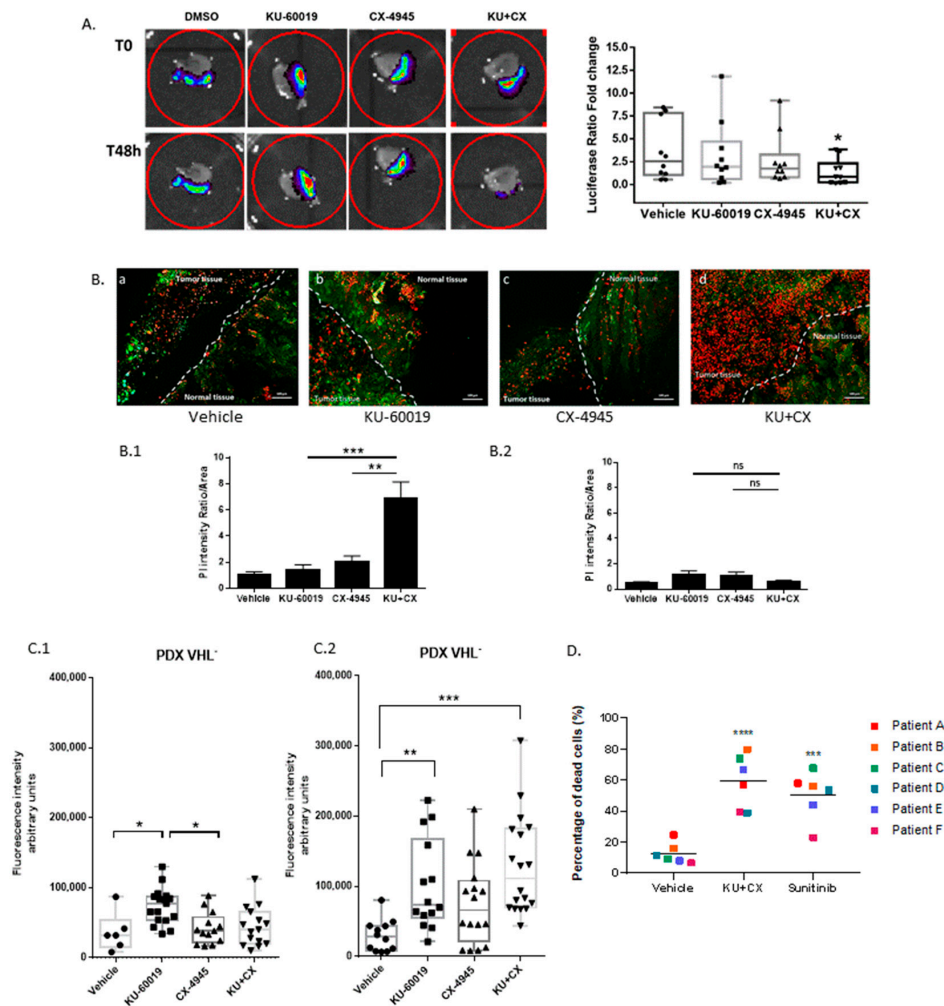 A.
DMSO KU-60019 CX-4945 KU+CX
T0
T48h
Luciferase Ratio Fold change
15.0
12.5
10.0
7.5
5.0
2.5
0.0
*
Vehicle KU-60019 CX-4945 KU+CX
B.
a
Tumor tissue
Normal tissue
b
Normal tissue
Tumor tissue
c
Normal tissue
Tumor tissue
d
Normal tissue
Tumor tissue
Vehicle KU-60019 CX-4945 KU+CX
B.1
PI intensity Ratio/Area
10
8
6
4
2
0
***
**
Vehicle KU-60019 CX-4945 KU+CX
B.2
PI intensity Ratio/Area
10
8
6
4
2
0
ns
ns
Vehicle KU-60019 CX-4945 KU+CX
C.1
PDX VHL-
Fluorescence intensity
arbitrary units
400,000
300,000
200,000
100,000
0
* *
Vehicle KU-60019 CX-4945 KU+CX
C.2
PDX VHL-
Fluorescence intensity
arbitrary units
400,000
300,000
200,000
100,000
0
***
**
Vehicle KU-60019 CX-4945 KU+CX
D.
Percentage of dead cells (%)
100
80
60
40
20
0
**** ***
Vehicle KU+CX Sunitinib
Patient A
Patient B
Patient C
Patient D
Patient E
Patient F